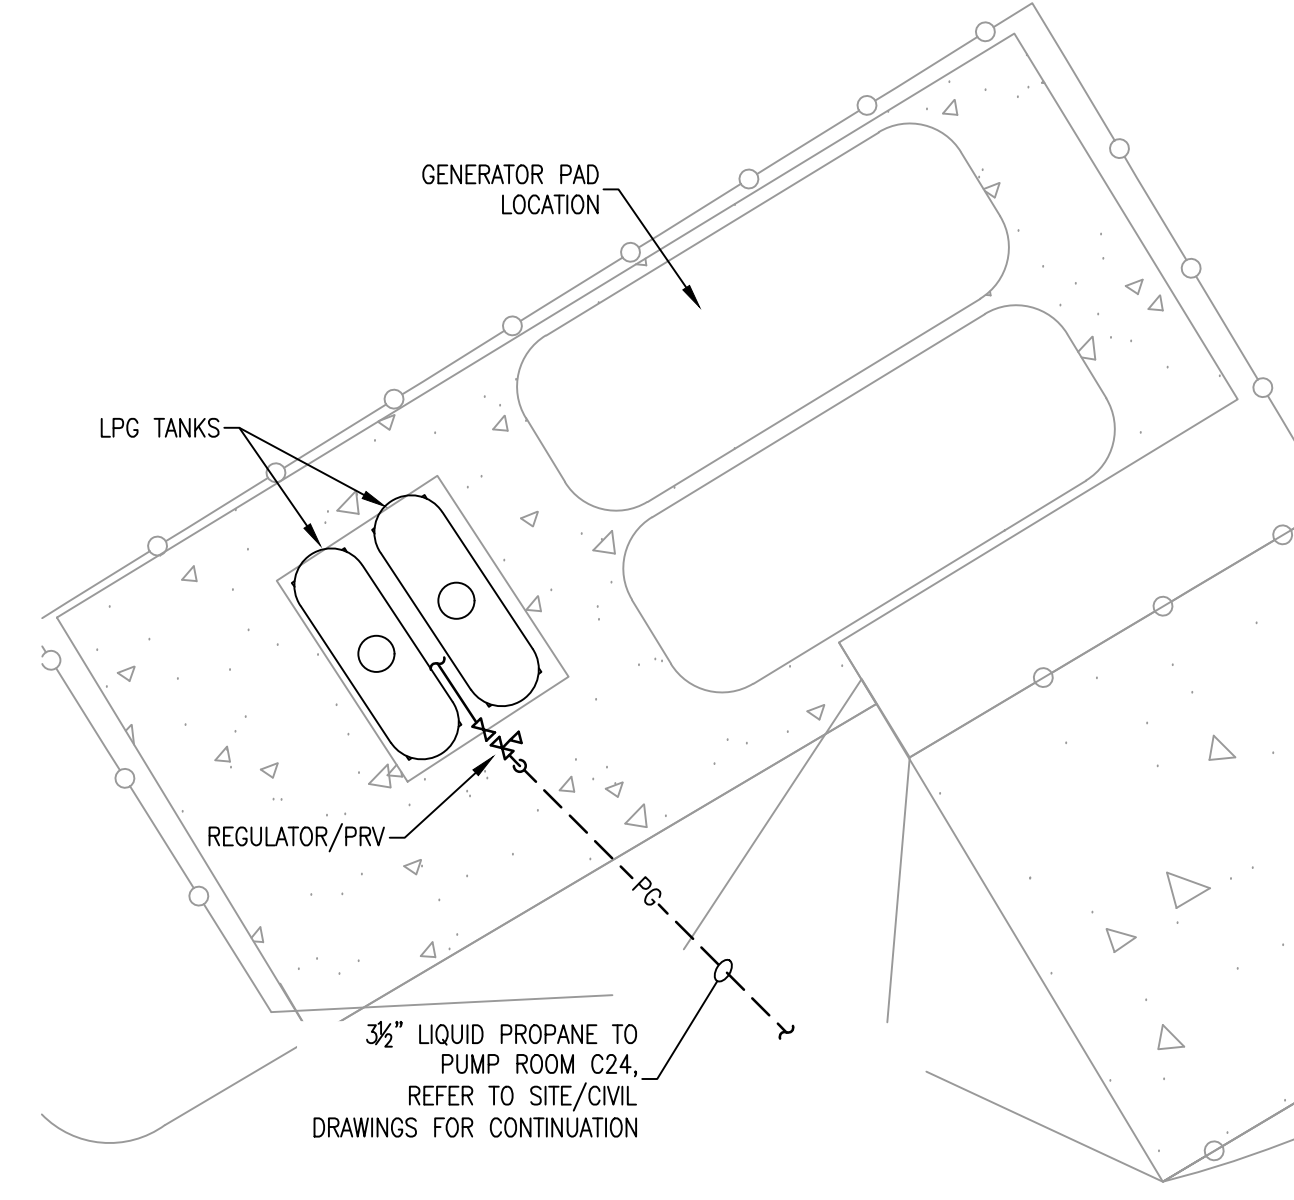 GENERATOR PAD
LOCATION
LPG TANKS
REGULATOR/PRV
PG
3½" LIQUID PROPANE TO
PUMP ROOM C24,
REFER TO SITE/CIVIL
DRAWINGS FOR CONTINUATION